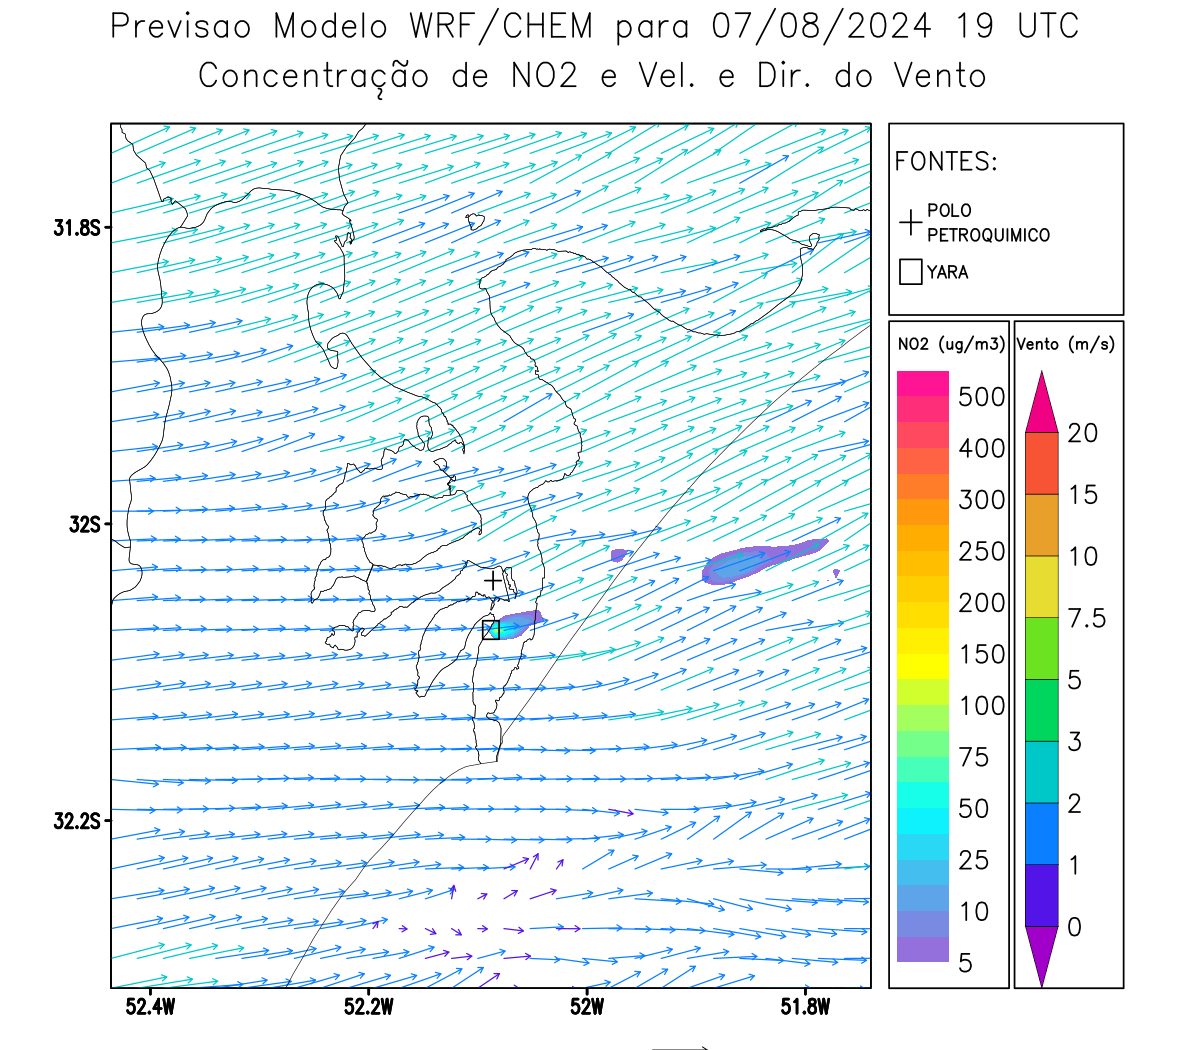 Previsao Modelo WRF/CHEM para 07/08/2024 19 UTC
Concentração de NO2 e Vel. e Dir. do Vento
FONTES:
POLO
PETROQUIMICO
YARA
31.8S
32S
32.2S
52.4W 52.2W 52W 51.8W
NO2 (ug/m3)
500
400
300
250
200
150
100
75
50
25
10
5
Vento (m/s)
20
15
10
7.5
5
3
2
1
0